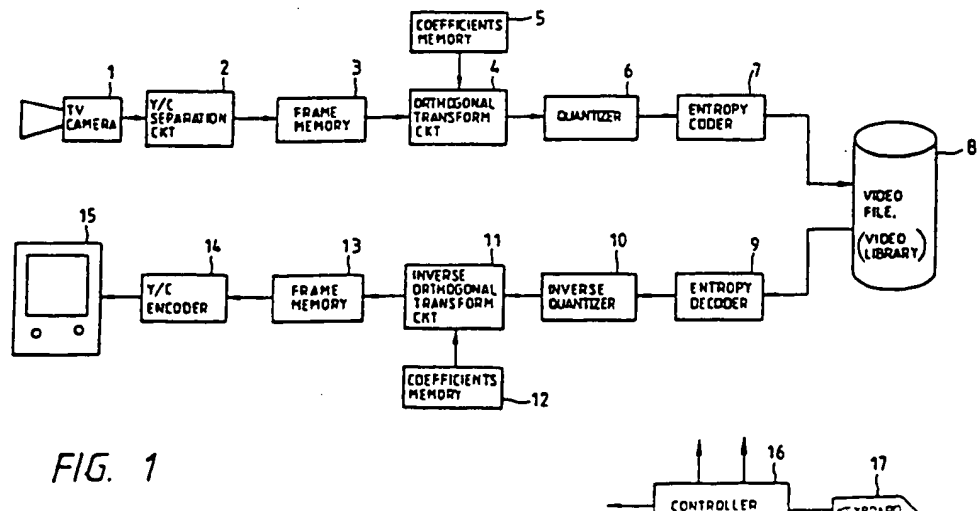 COEFFICIENTS
MEMORY
5
1
2
3
4
6
7
TV
CAMERA
Y/C
SEPARATION
CKT
FRAME
MEMORY
ORTHOGONAL
TRANSFORM
CKT
QUANTIZER
ENTROPY
CODER
8
VIDEO
FILE.
(VIDEO
LIBRARY)
15
14
13
11
10
9
Y/C
ENCODER
FRAME
MEMORY
INVERSE
ORTHOGONAL
TRANSFORM
CKT
INVERSE
QUANTIZER
ENTROPY
DECODER
COEFFICIENTS
MEMORY
12
FIG. 1
16
17
CONTROLLER